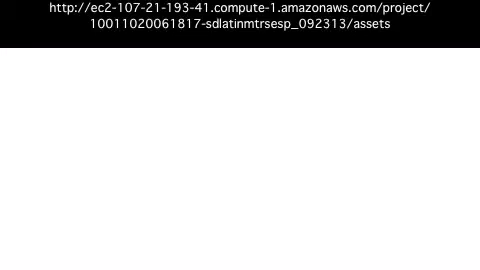 http://ec2-107-21-193-41.compute-1.amazonaws.com/project/
10011020061817-sdlatinmtrsesp_092313/assets